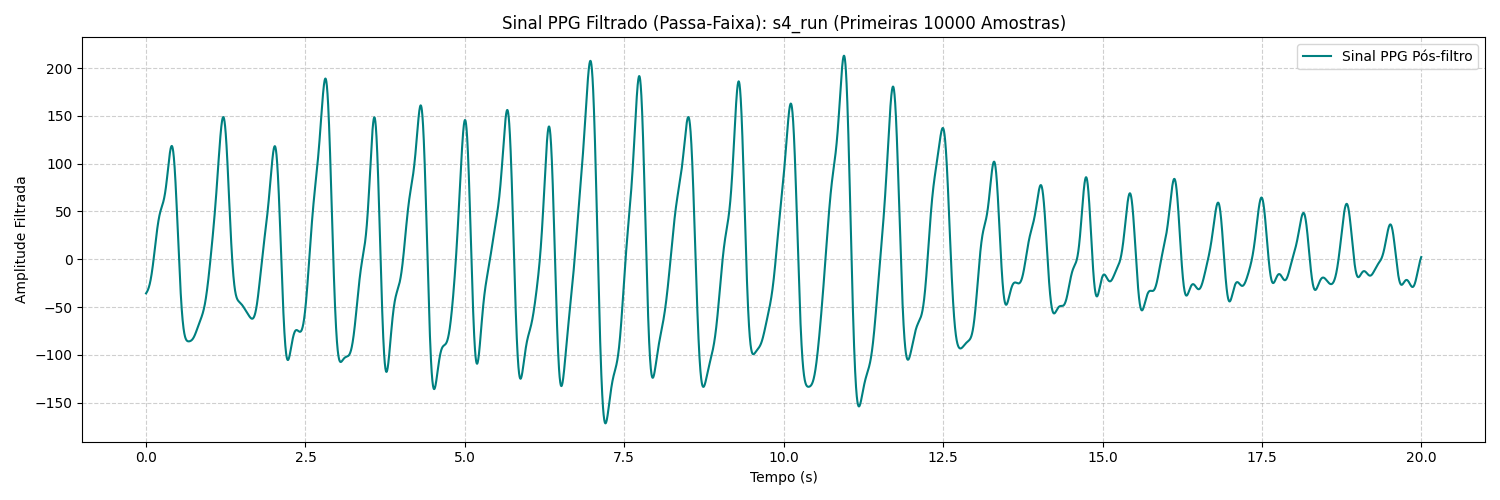 Sinal PPG Filtrado (Passa-Faixa): s4_run (Primeiras 10000 Amostras)
Sinal PPG Pós-filtro
200
150
100
50
0
−50
−100
−150
Amplitude Filtrada
0.0 2.5 5.0 7.5 10.0 12.5 15.0 17.5 20.0
Tempo (s)